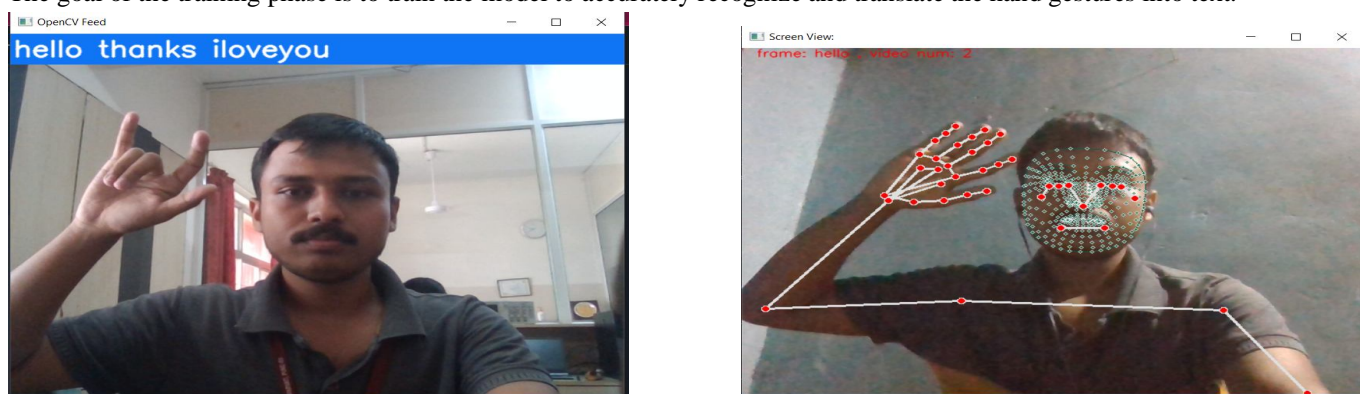 The goal of the training phase is to train the model to accurately recognize and translate the hand gestures into text.
OpenCV Feed
hello thanks iloveyou
Screen View:
frame: hello , video num: 2